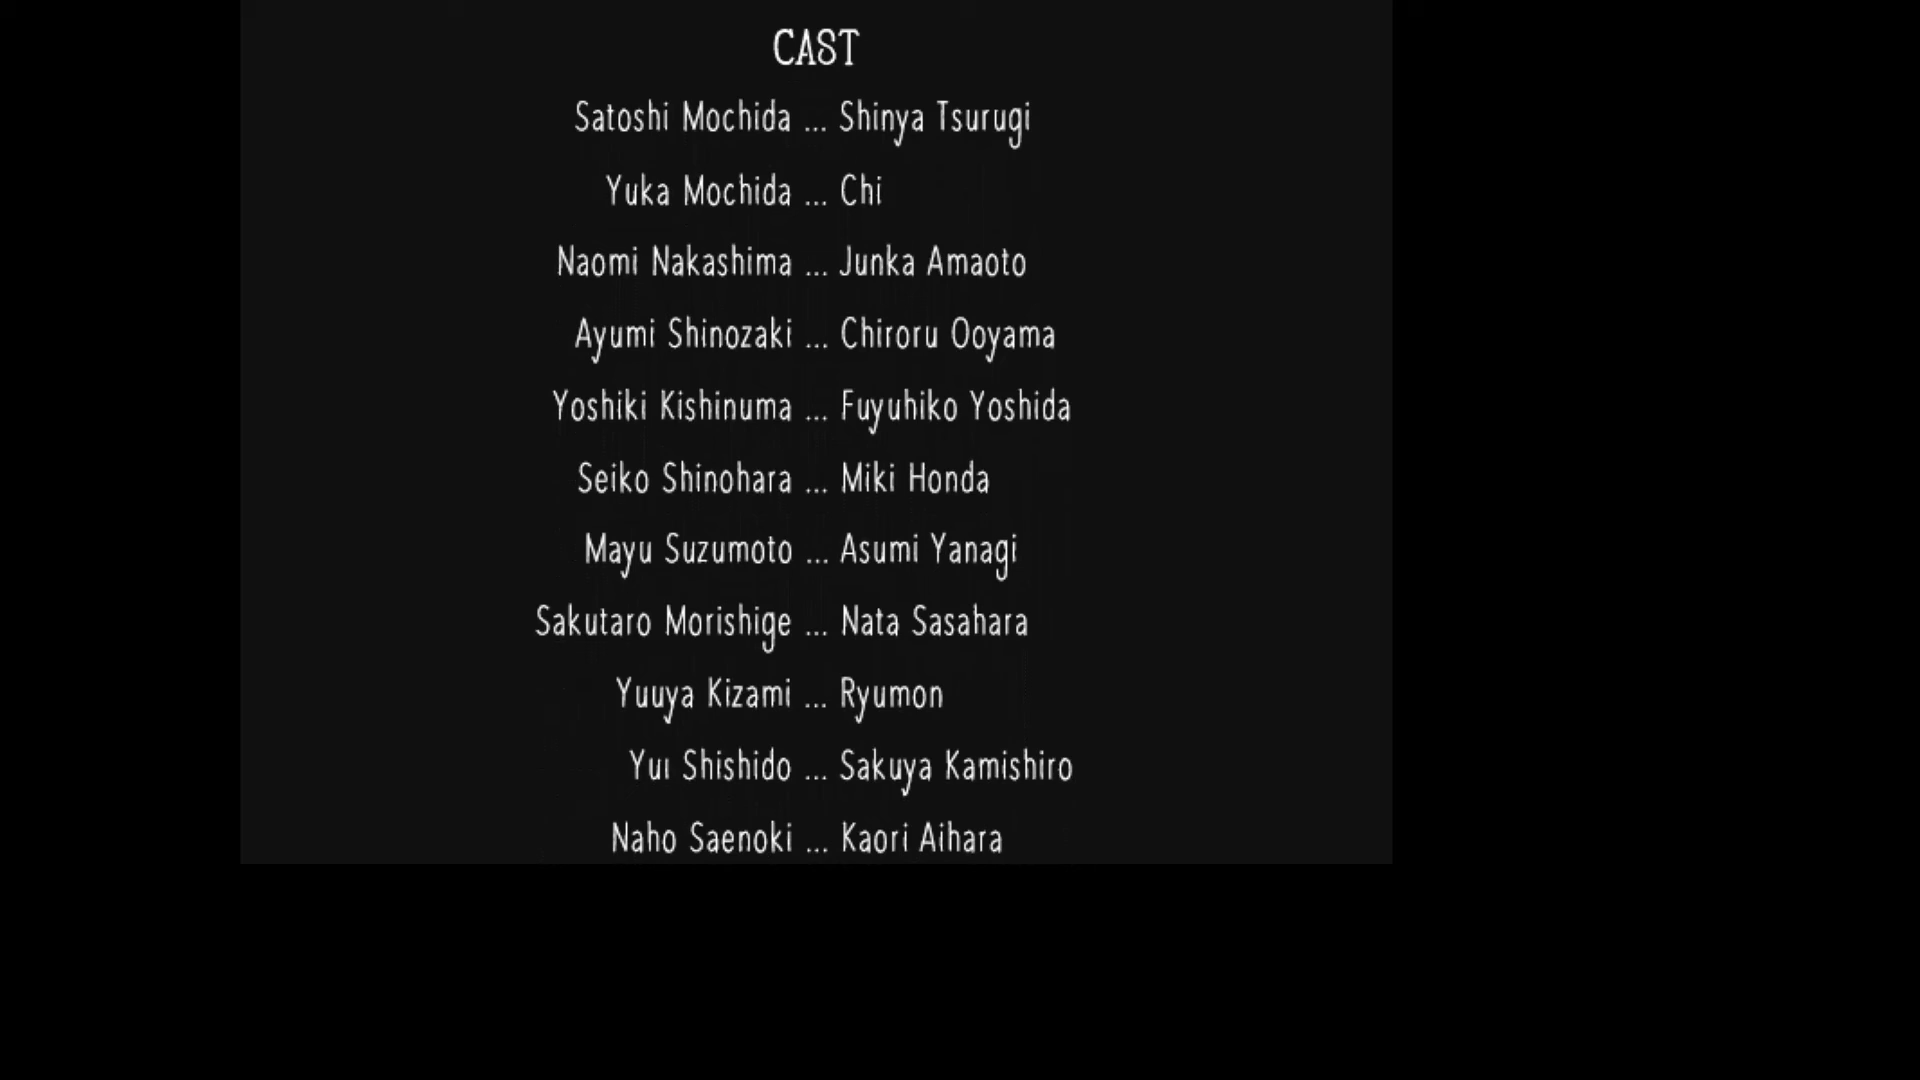 CAST
Satoshi Mochida ... Shinya Tsurugi
Yuka Mochida ... Chi
Naomi Nakashima ... Junka Amaoto
Ayumi Shinozaki ... Chiroru Ooyama
Yoshiki Kishinuma ... Fuyuhiko Yoshida
Seiko Shinohara ... Miki Honda
Mayu Suzumoto ... Asumi Yanagi
Sakutaro Morishige ... Nata Sasahara
Yuuya Kizami ... Ryumon
Yui Shishido ... Sakuya Kamishiro
Naho Saenoki ... Kaori Aihara